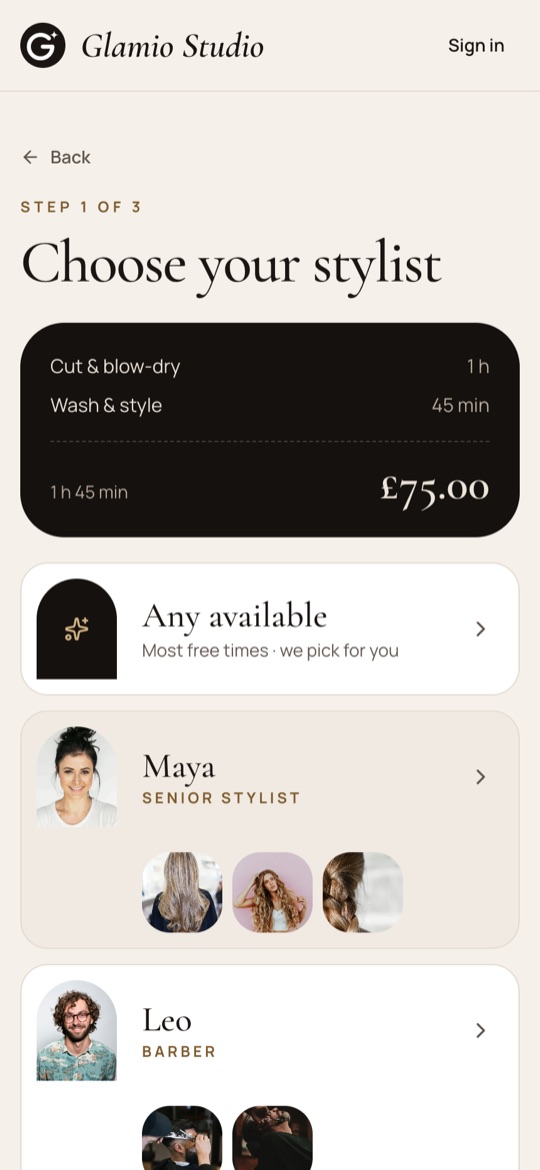 Glamio Studio
Sign in
Back
STEP 1 OF 3
Choose your stylist
Cut & blow-dry 1 h
Wash & style 45 min
1 h 45 min £75.00
Any available
Most free times · we pick for you
Maya
SENIOR STYLIST
Leo
BARBER